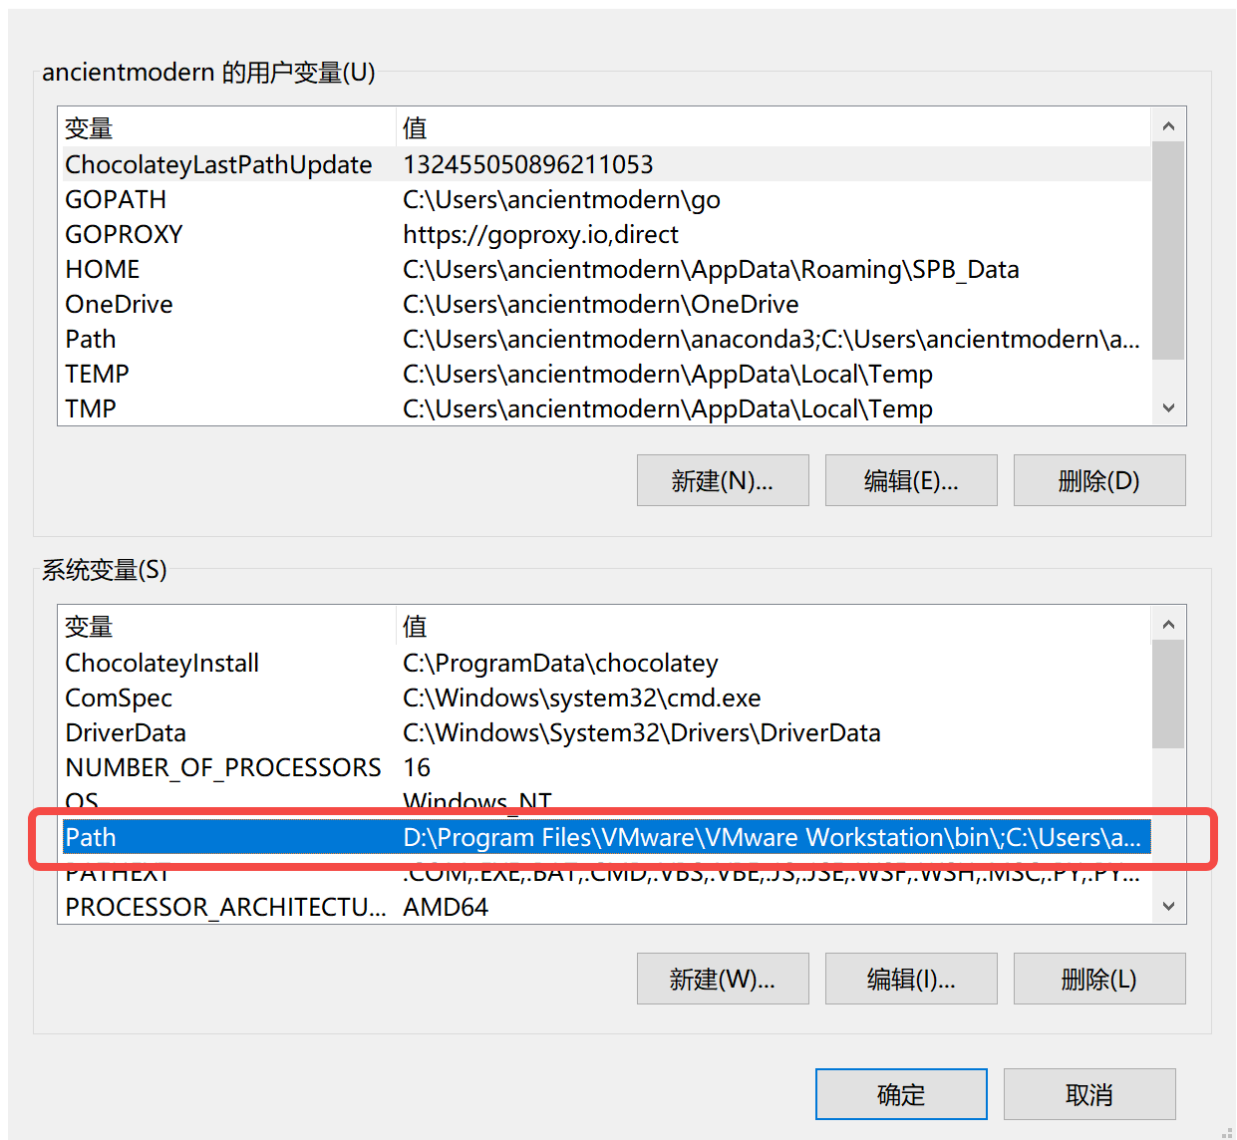 ancientmodern 的用户变量(U)
变量 值
ChocolateyLastPathUpdate 132455050896211053
GOPATH C:\Users\ancientmodern\go
GOPROXY https://goproxy.io,direct
HOME C:\Users\ancientmodern\AppData\Roaming\SPB_Data
OneDrive C:\Users\ancientmodern\OneDrive
Path C:\Users\ancientmodern\anaconda3;C:\Users\ancientmodern\a...
TEMP C:\Users\ancientmodern\AppData\Local\Temp
TMP C:\Users\ancientmodern\AppData\Local\Temp
新建(N)... 编辑(E)... 删除(D)
系统变量(S)
变量 值
ChocolateyInstall C:\ProgramData\chocolatey
ComSpec C:\Windows\system32\cmd.exe
DriverData C:\Windows\System32\Drivers\DriverData
NUMBER_OF_PROCESSORS 16
OS Windows_NT
Path D:\Program Files\VMware\VMware Workstation\bin\;C:\Users\a...
PATHEXT .COM;.EXE;.BAT;.CMD;.VBS;.VBE;.JS;.JSE;.WSF;.WSH;.MSC;.PY;.PY...
PROCESSOR_ARCHITECTU... AMD64
新建(W)... 编辑(I)... 删除(L)
确定 取消